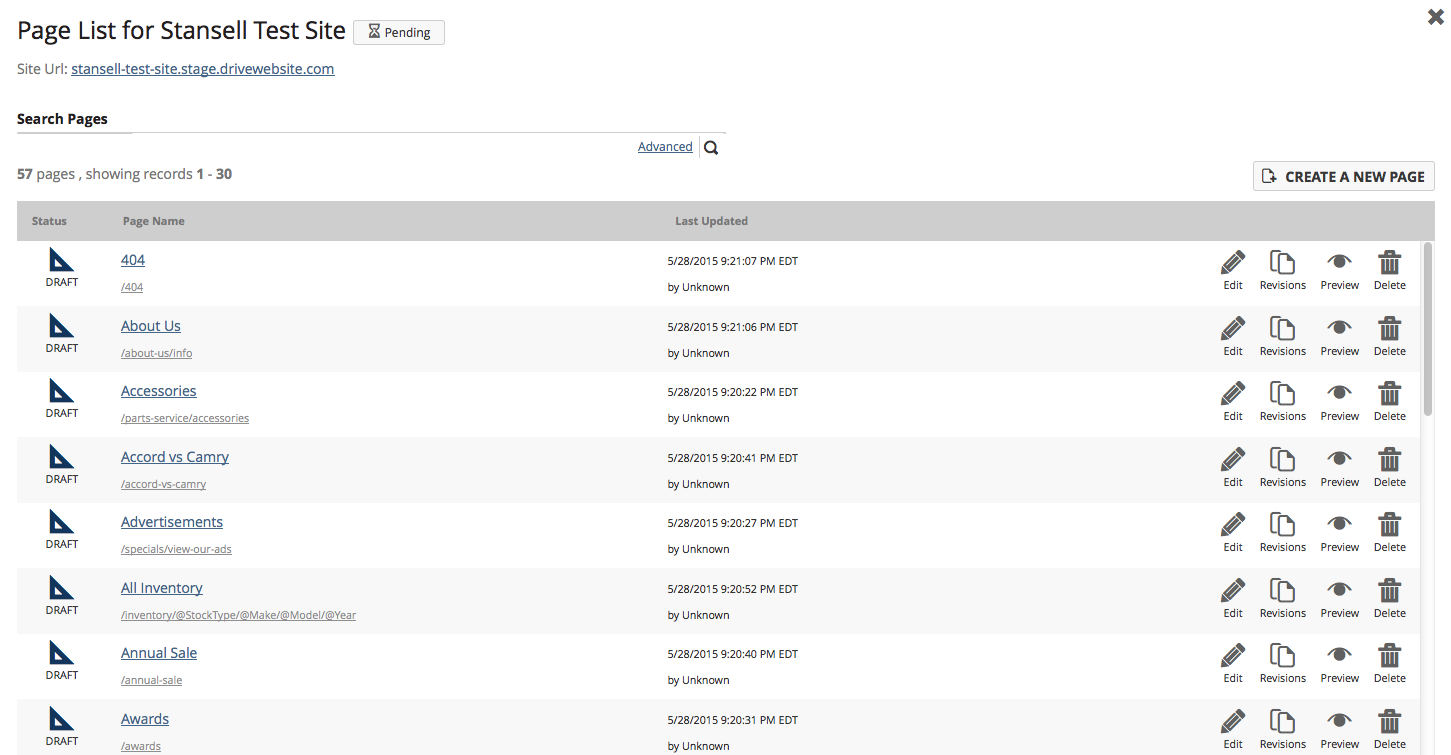 Page List for Stansell Test Site Pending
Site Url: stansell-test-site.stage.drivewebsite.com
Search Pages
Advanced
57 pages , showing records 1 - 30
CREATE A NEW PAGE
Status Page Name Last Updated
404 5/28/2015 9:21:07 PM EDT
DRAFT /404 by Unknown Edit Revisions Preview Delete
About Us 5/28/2015 9:21:06 PM EDT
DRAFT /about-us/info by Unknown Edit Revisions Preview Delete
Accessories 5/28/2015 9:20:22 PM EDT
DRAFT /parts-service/accessories by Unknown Edit Revisions Preview Delete
Accord vs Camry 5/28/2015 9:20:41 PM EDT
DRAFT /accord-vs-camry by Unknown Edit Revisions Preview Delete
Advertisements 5/28/2015 9:20:27 PM EDT
DRAFT /specials/view-our-ads by Unknown Edit Revisions Preview Delete
All Inventory 5/28/2015 9:20:52 PM EDT
DRAFT /inventory/@StockType/@Make/@Model/@Year by Unknown Edit Revisions Preview Delete
Annual Sale 5/28/2015 9:20:40 PM EDT
DRAFT /annual-sale by Unknown Edit Revisions Preview Delete
Awards 5/28/2015 9:20:31 PM EDT
DRAFT /awards by Unknown Edit Revisions Preview Delete